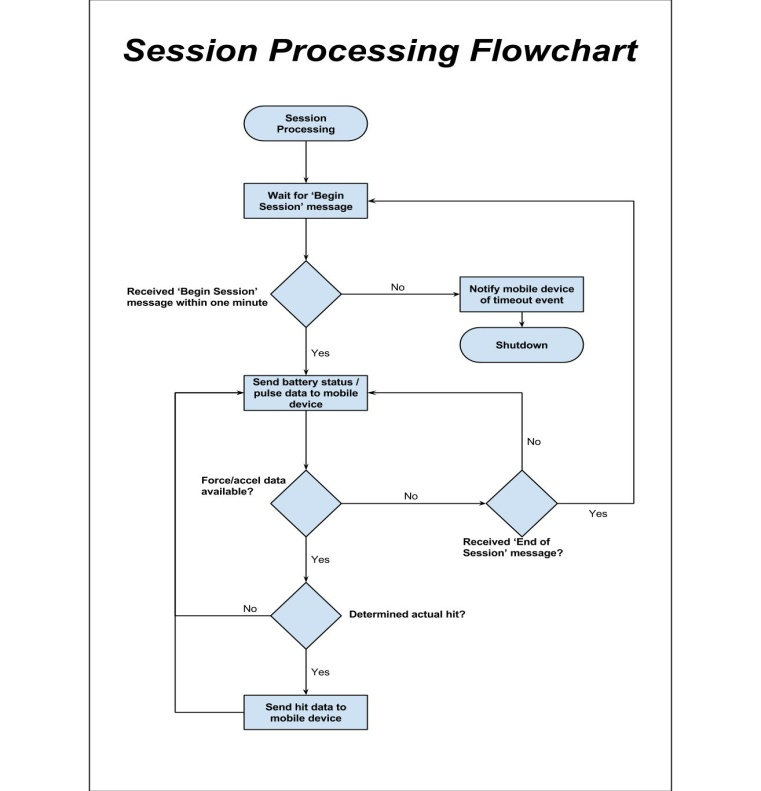 Session Processing Flowchart
Session
Processing
Wait for ‘Begin
Session’ message
Received ‘Begin Session’
message within one minute
No
Notify mobile device
of timeout event
Shutdown
Yes
Send battery status /
pulse data to mobile
device
No
Force/accel data
available?
No
Yes
Received ‘End of
Session’ message?
Yes
No
Determined actual hit?
Yes
Send hit data to
mobile device